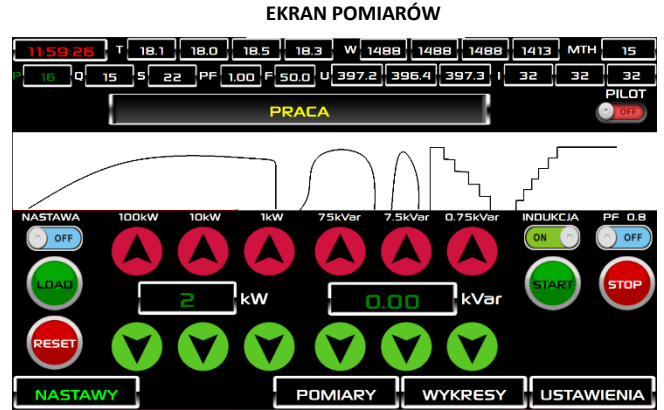 EKRAN POMIARÓW
11:59:26 T 18.1 18.0 18.5 18.3 W 1488 1488 1488 1413 MTH 15
P 16 Q 15 S 22 PF 1.00 F 50.0 U 397.2 396.4 397.3 I 32 32 32
PILOT
PRACA OFF
NASTAWA 100kW 10kW 1kW 75kVar 7.5kVar 0.75kVar INDUKCJA PF 0.8
OFF ON OFF
LOAD START STOP
2 kW 0.00 kVar
RESET
NASTAWY POMIARY WYKRESY USTAWIENIA